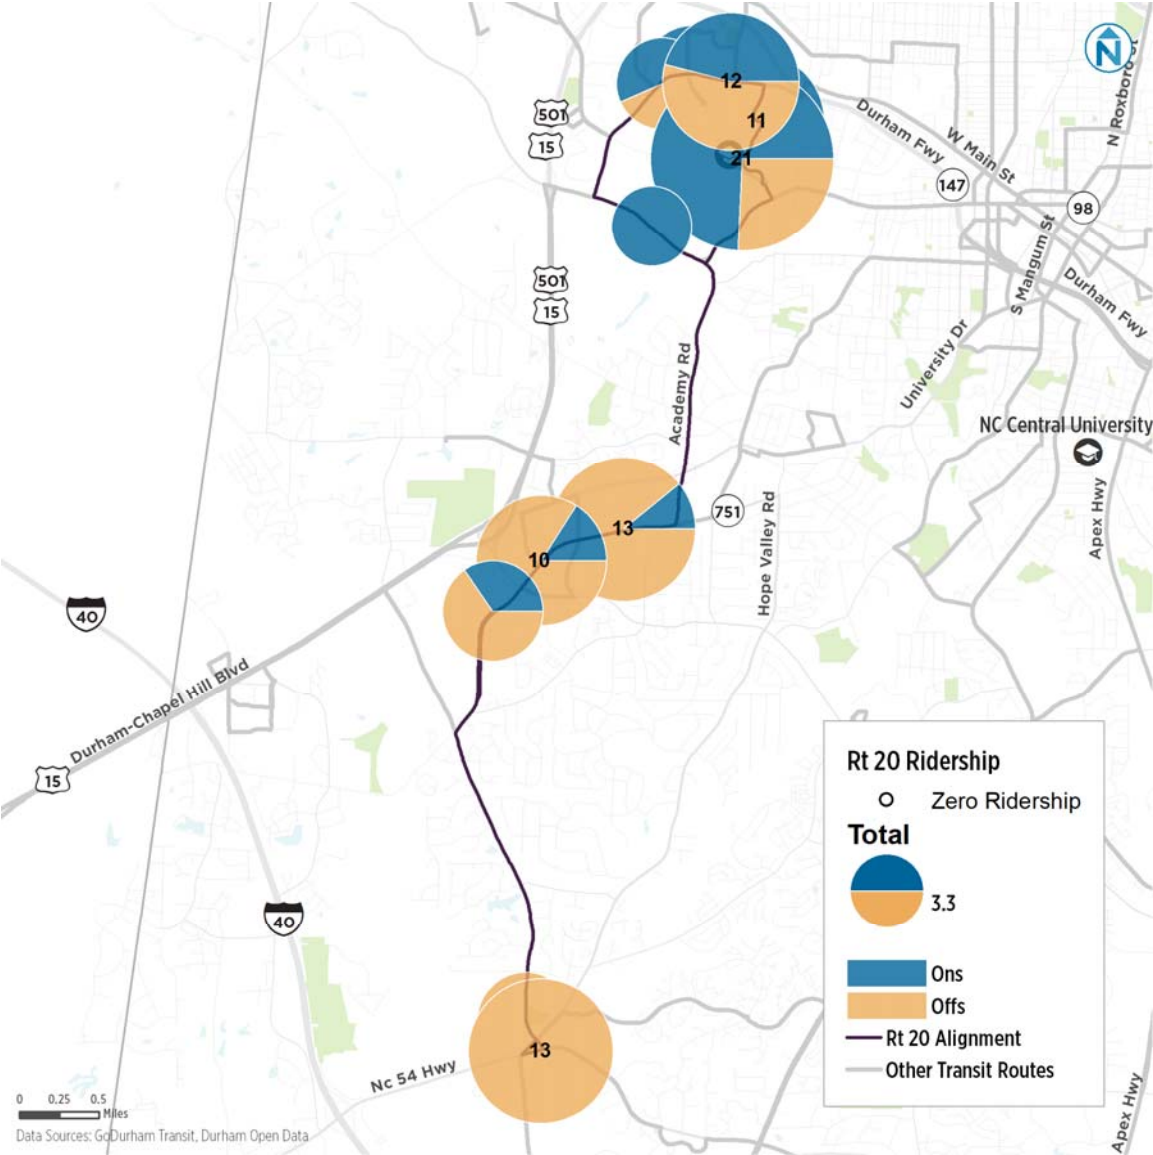 N
N Roxboro St
12
501
15
11
Durham Fwy
W Main St
21
147
98
501
15
S Mangum St
Durham Fwy
University Dr
Academy Rd
NC Central University
751
13
10
Hope Valley Rd
Apex Hwy
40
Durham-Chapel Hill Blvd
15
Rt 20 Ridership
Zero Ridership
Total
3.3
40
Ons
Offs
Rt 20 Alignment
Other Transit Routes
13
Nc 54 Hwy
Apex Hwy
0 0.25 0.5
Miles
Data Sources: GoDurham Transit, Durham Open Data